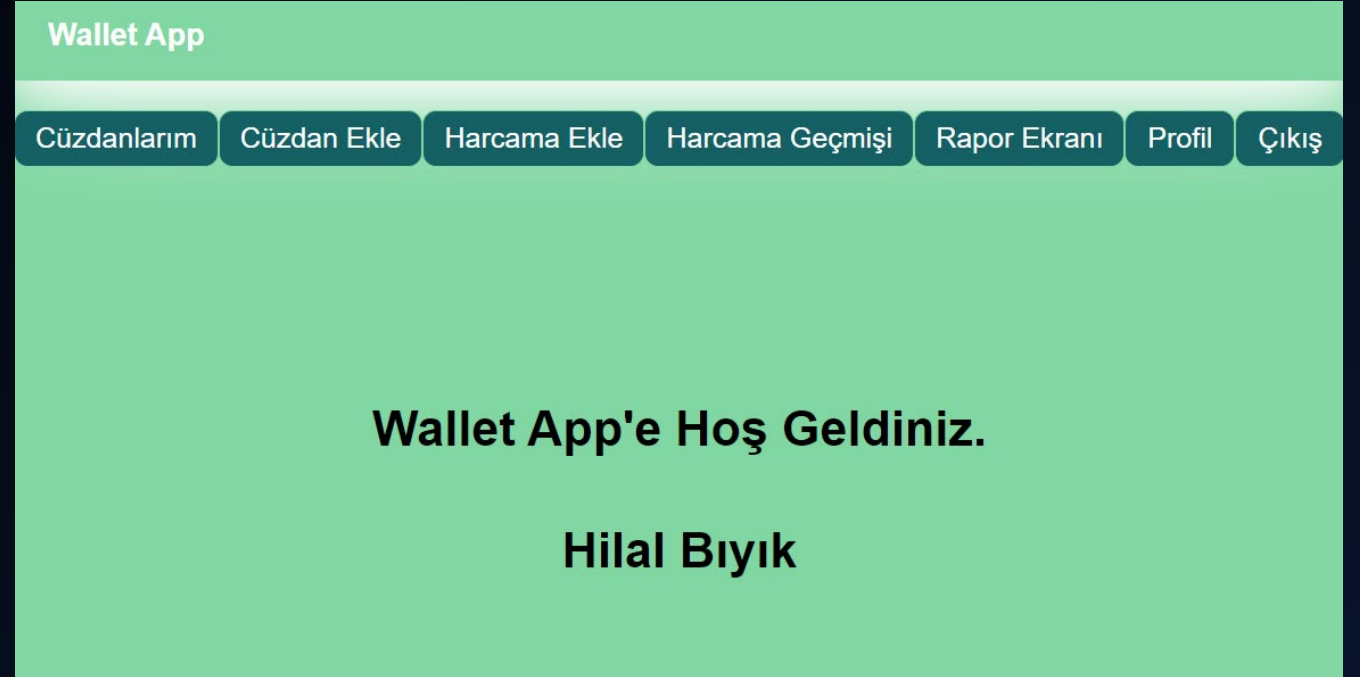 Wallet App
Cüzdanlarım Cüzdan Ekle Harcama Ekle Harcama Geçmişi Rapor Ekranı Profil Çıkış
Wallet App'e Hoş Geldiniz.
Hilal Bıyık